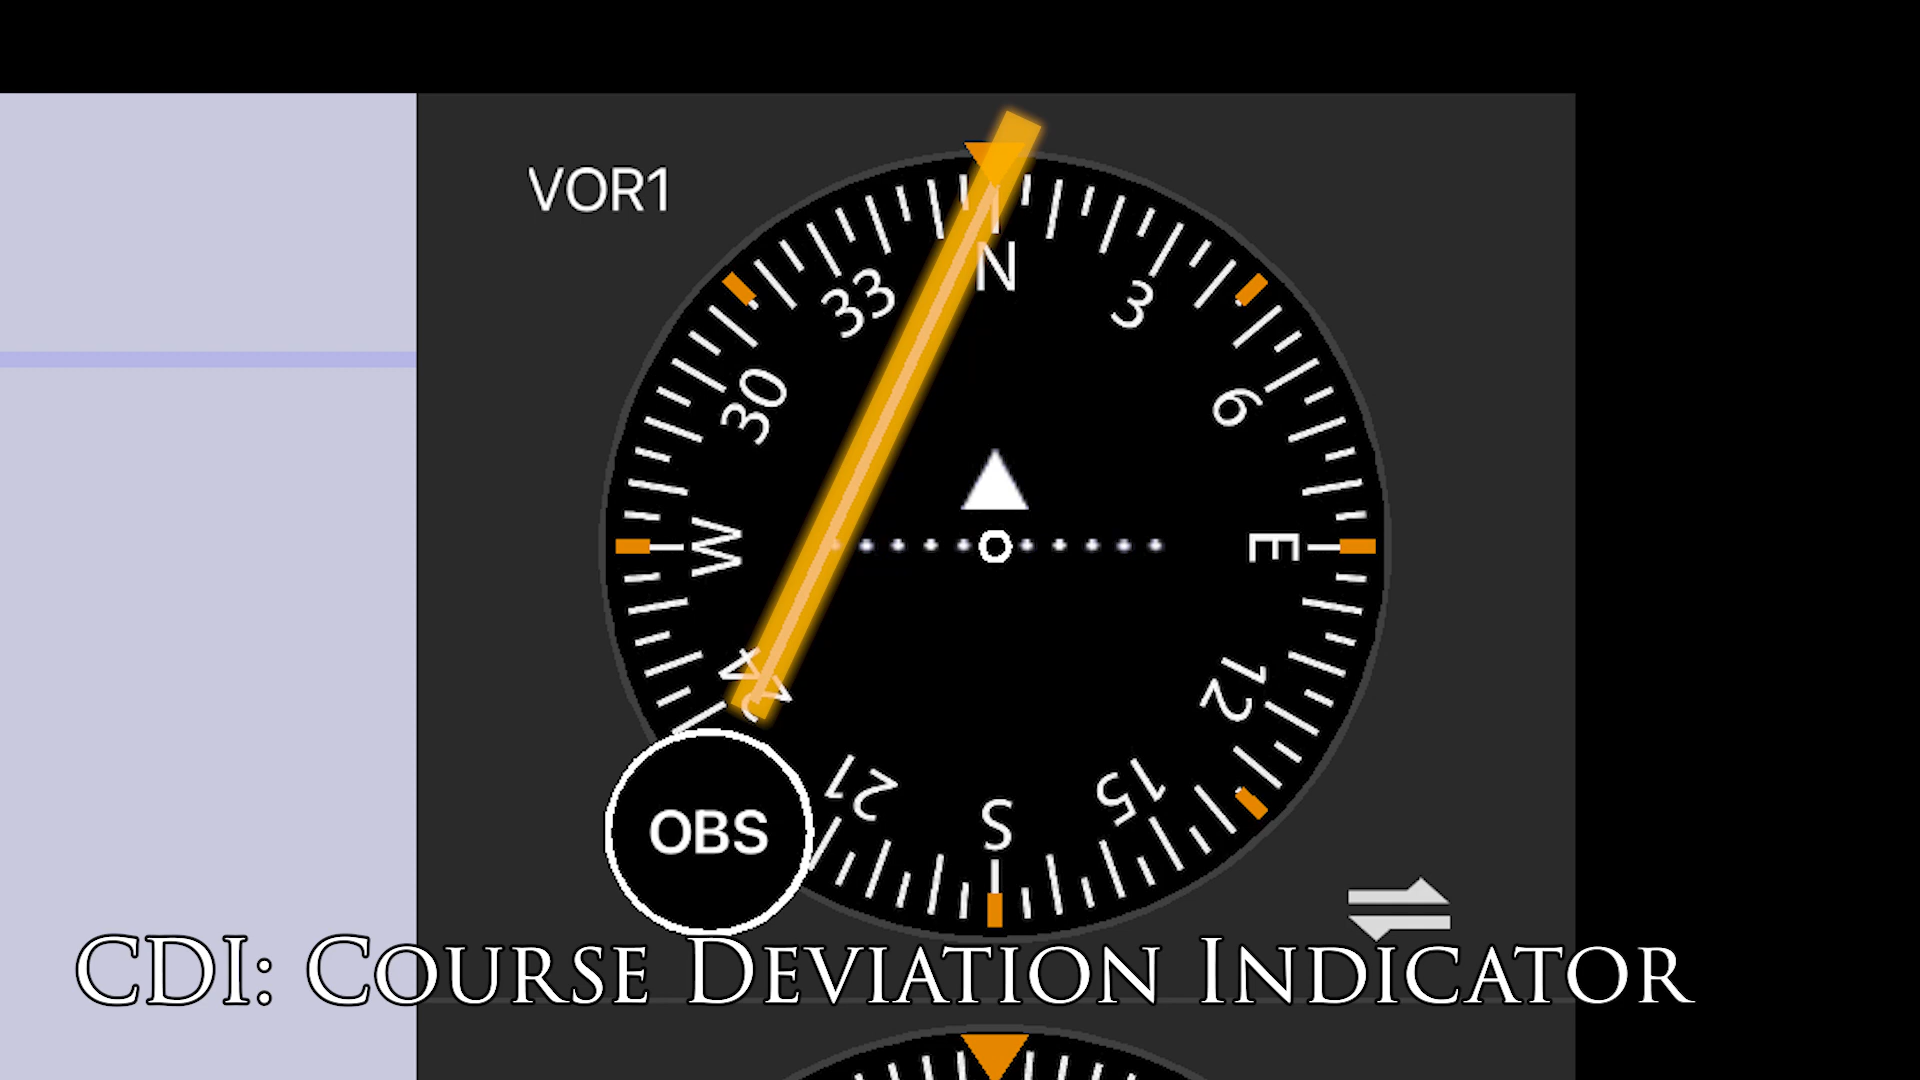 VOR1
N
33
3
30
6
W
E
24
12
21
15
S
OBS
CDI: COURSE DEVIATION INDICATOR